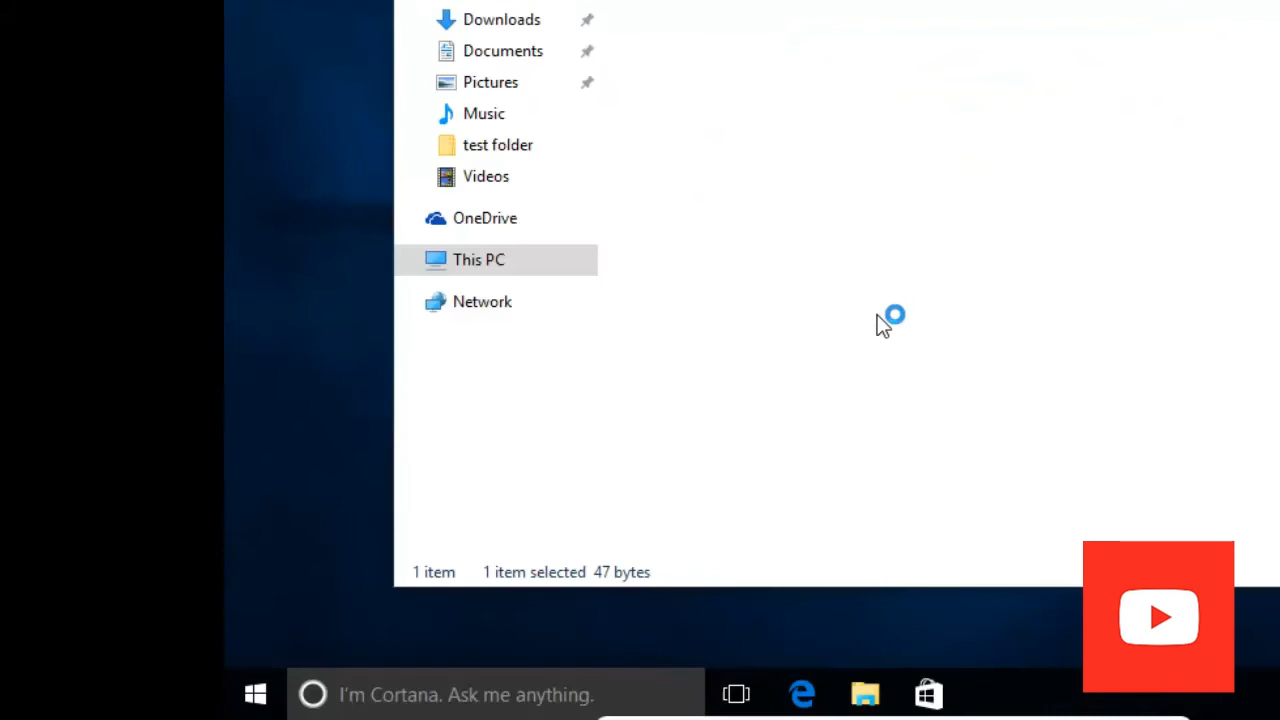 Downloads
Documents
Pictures
Music
test folder
Videos
OneDrive
This PC
Network
1 item 1 item selected 47 bytes
I'm Cortana. Ask me anything.